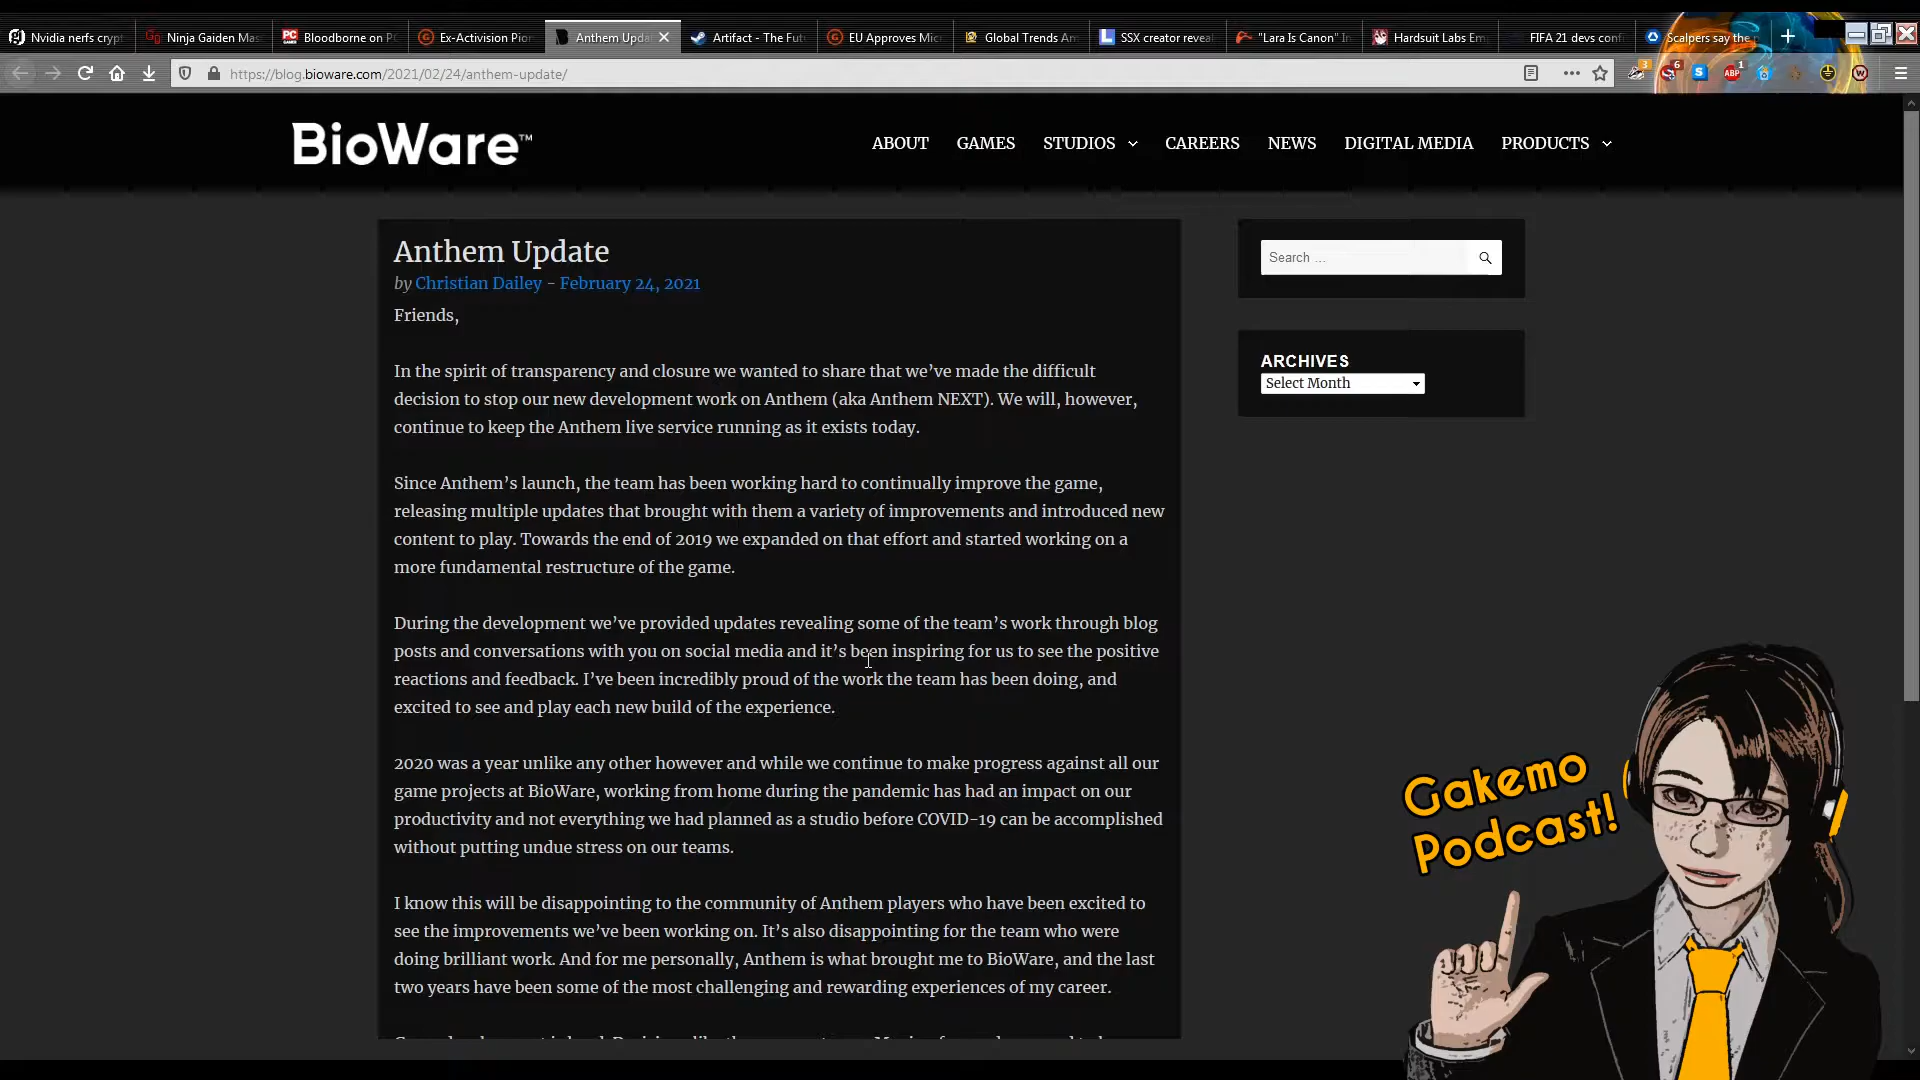 Nvidia nerfs crypt
Ninja Gaiden Mas
Bloodborne on P
Ex-Activision Pion
Anthem Upda
Artifact - The Fut
EU Approves Mic
Global Trends An
SSX creator reveal
"Lara Is Canon" In
Hardsuit Labs Em
FIFA 21 devs conf
Scalpers say the p
https://blog.bioware.com/2021/02/24/anthem-update/
3
6
ABP
1
BioWare™
ABOUT
GAMES
STUDIOS
CAREERS
NEWS
DIGITAL MEDIA
PRODUCTS
Anthem Update
by Christian Dailey - February 24, 2021
Friends,
In the spirit of transparency and closure we wanted to share that we’ve made the difficult
decision to stop our new development work on Anthem (aka Anthem NEXT). We will, however,
continue to keep the Anthem live service running as it exists today.
Since Anthem’s launch, the team has been working hard to continually improve the game,
releasing multiple updates that brought with them a variety of improvements and introduced new
content to play. Towards the end of 2019 we expanded on that effort and started working on a
more fundamental restructure of the game.
During the development we’ve provided updates revealing some of the team’s work through blog
posts and conversations with you on social media and it’s been inspiring for us to see the positive
reactions and feedback. I’ve been incredibly proud of the work the team has been doing, and
excited to see and play each new build of the experience.
2020 was a year unlike any other however and while we continue to make progress against all our
game projects at BioWare, working from home during the pandemic has had an impact on our
productivity and not everything we had planned as a studio before COVID-19 can be accomplished
without putting undue stress on our teams.
I know this will be disappointing to the community of Anthem players who have been excited to
see the improvements we’ve been working on. It’s also disappointing for the team who were
doing brilliant work. And for me personally, Anthem is what brought me to BioWare, and the last
two years have been some of the most challenging and rewarding experiences of my career.
Search ...
ARCHIVES
Select Month
Gakemo
Podcast!